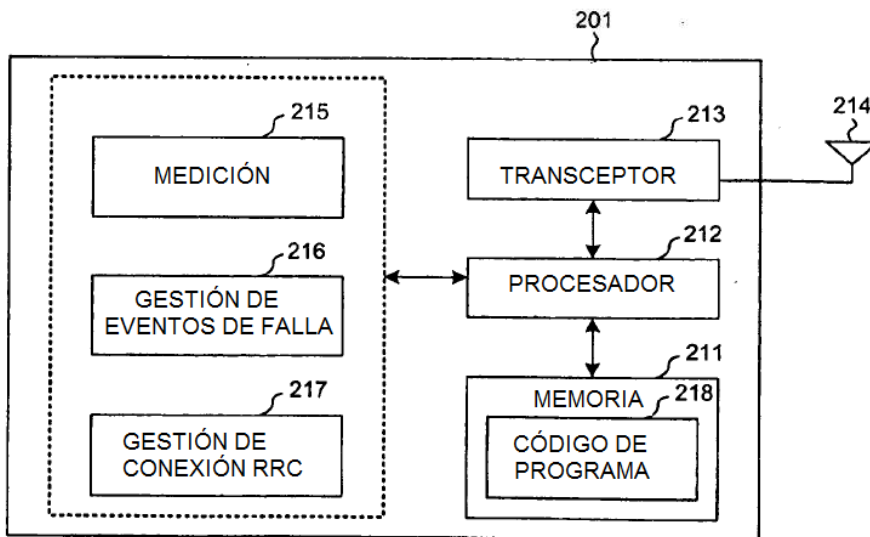 201
215
MEDICIÓN
216
GESTIÓN DE
EVENTOS DE FALLA
217
GESTIÓN DE
CONEXIÓN RRC
213
TRANSCEPTOR
214
212
PROCESADOR
211
MEMORIA
218
CÓDIGO DE
PROGRAMA